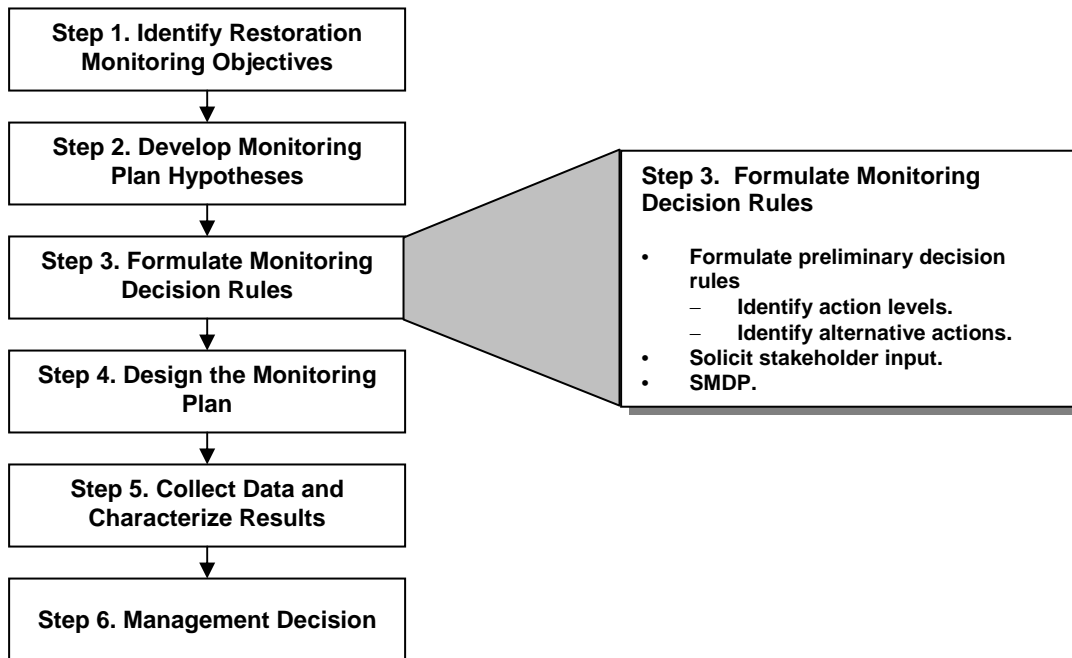 Step 1. Identify Restoration
Monitoring Objectives
Step 2. Develop Monitoring
Plan Hypotheses
Step 3. Formulate Monitoring
Decision Rules
Step 4. Design the Monitoring
Plan
Step 5. Collect Data and
Characterize Results
Step 6. Management Decision
Step 3. Formulate Monitoring
Decision Rules
• Formulate preliminary decision
rules
– Identify action levels.
– Identify alternative actions.
• Solicit stakeholder input.
• SMDP.